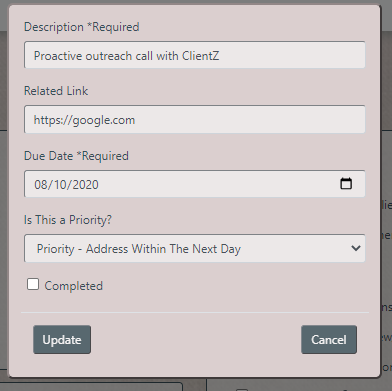 Description *Required
Proactive outreach call with ClientZ
Related Link
https://google.com
Due Date *Required
08/10/2020
Is This a Priority?
Priority - Address Within The Next Day
Completed
Update
Cancel